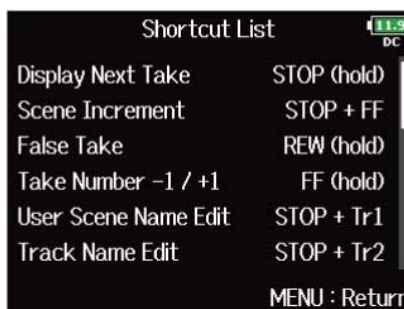 Shortcut List
11.9
DC
Display Next Take STOP (hold)
Scene Increment STOP + FF
False Take REW (hold)
Take Number −1 / +1 FF (hold)
User Scene Name Edit STOP + Tr1
Track Name Edit STOP + Tr2
MENU : Return